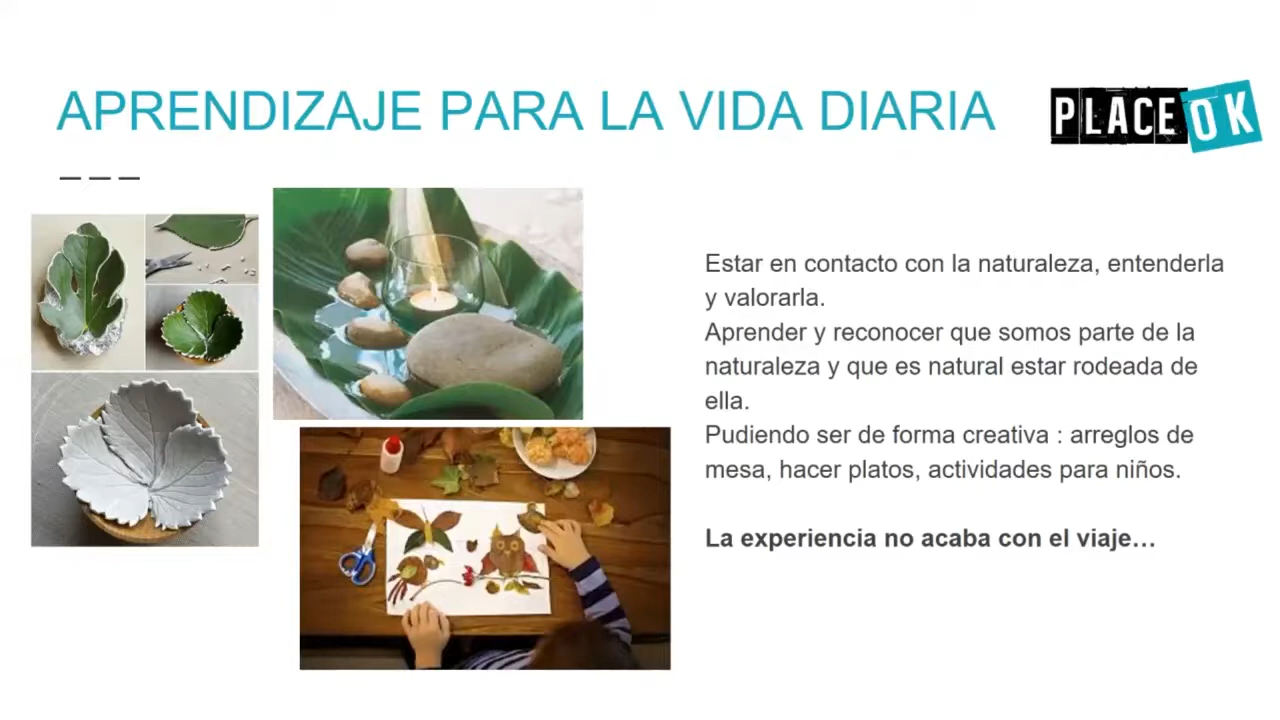 APRENDIZAJE PARA LA VIDA DIARIA
PLACE OK
Estar en contacto con la naturaleza, entenderla
y valorarla.
Aprender y reconocer que somos parte de la
naturaleza y que es natural estar rodeada de
ella.
Pudiendo ser de forma creativa : arreglos de
mesa, hacer platos, actividades para niños.
La experiencia no acaba con el viaje…